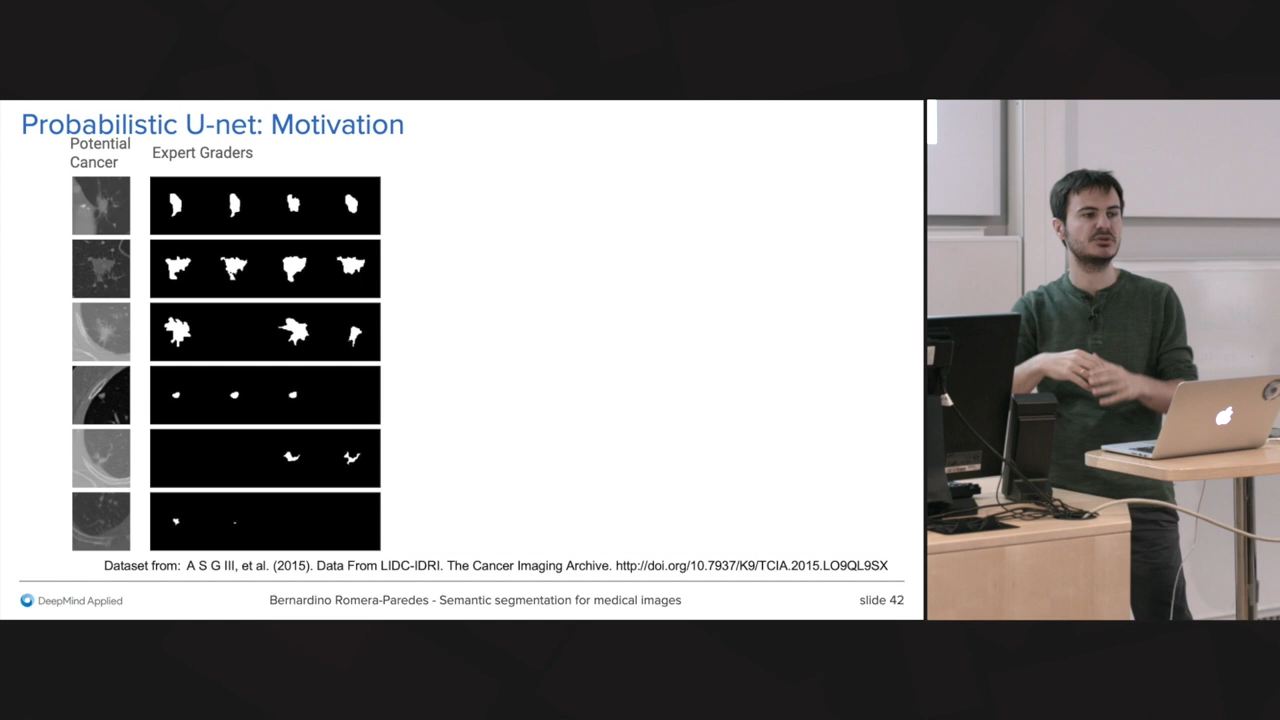 Probabilistic U-net: Motivation
Potential
Cancer
Expert Graders
Dataset from: A S G III, et al. (2015). Data From LIDC-IDRI. The Cancer Imaging Archive. http://doi.org/10.7937/K9/TCIA.2015.LO9QL9SX
DeepMind Applied
Bernardino Romera-Paredes - Semantic segmentation for medical images
slide 42